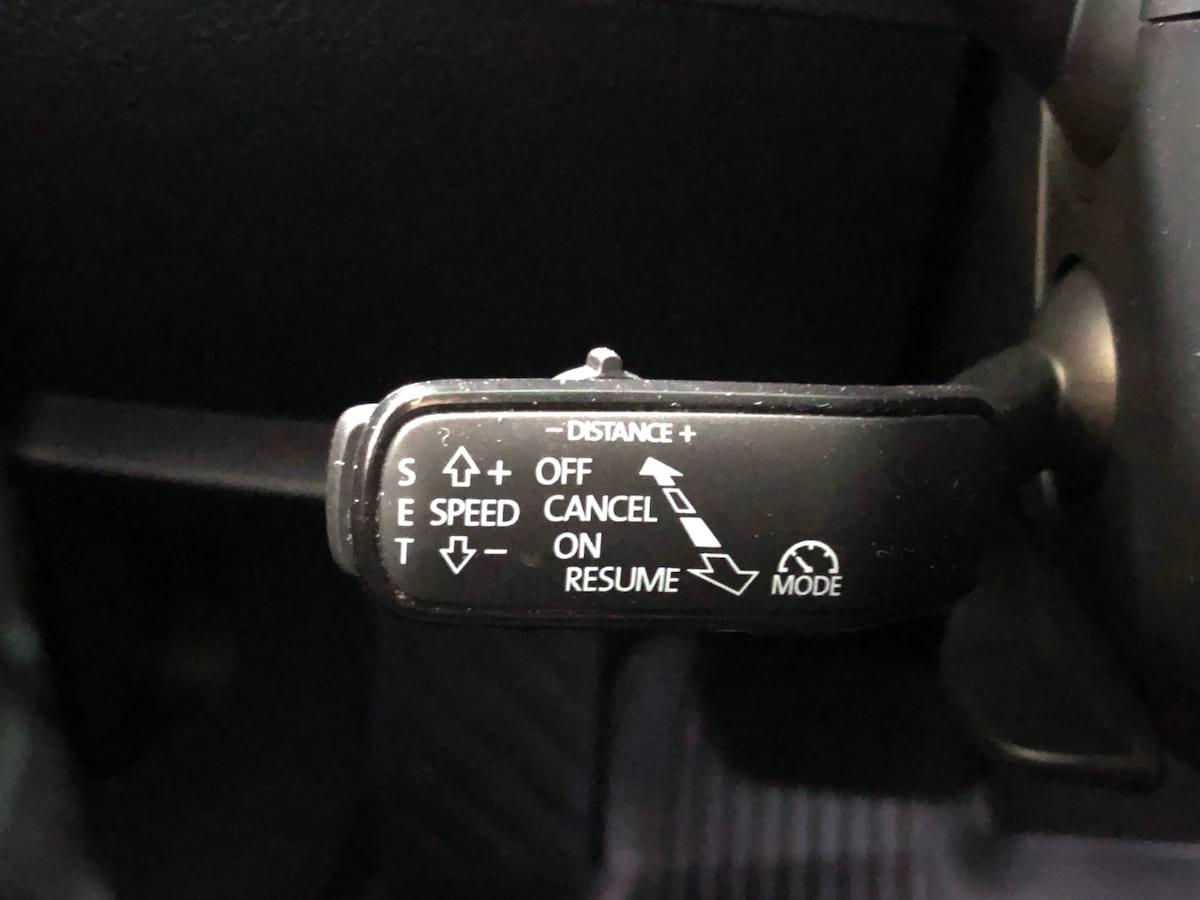 - DISTANCE +
S + OFF
E SPEED CANCEL
T - ON
RESUME MODE